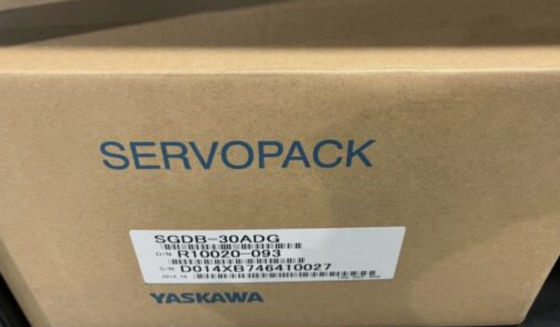 SERVOPACK
SGDB-30ADG
O/N R10020-093
S/N D014XB746410027
YASKAWA